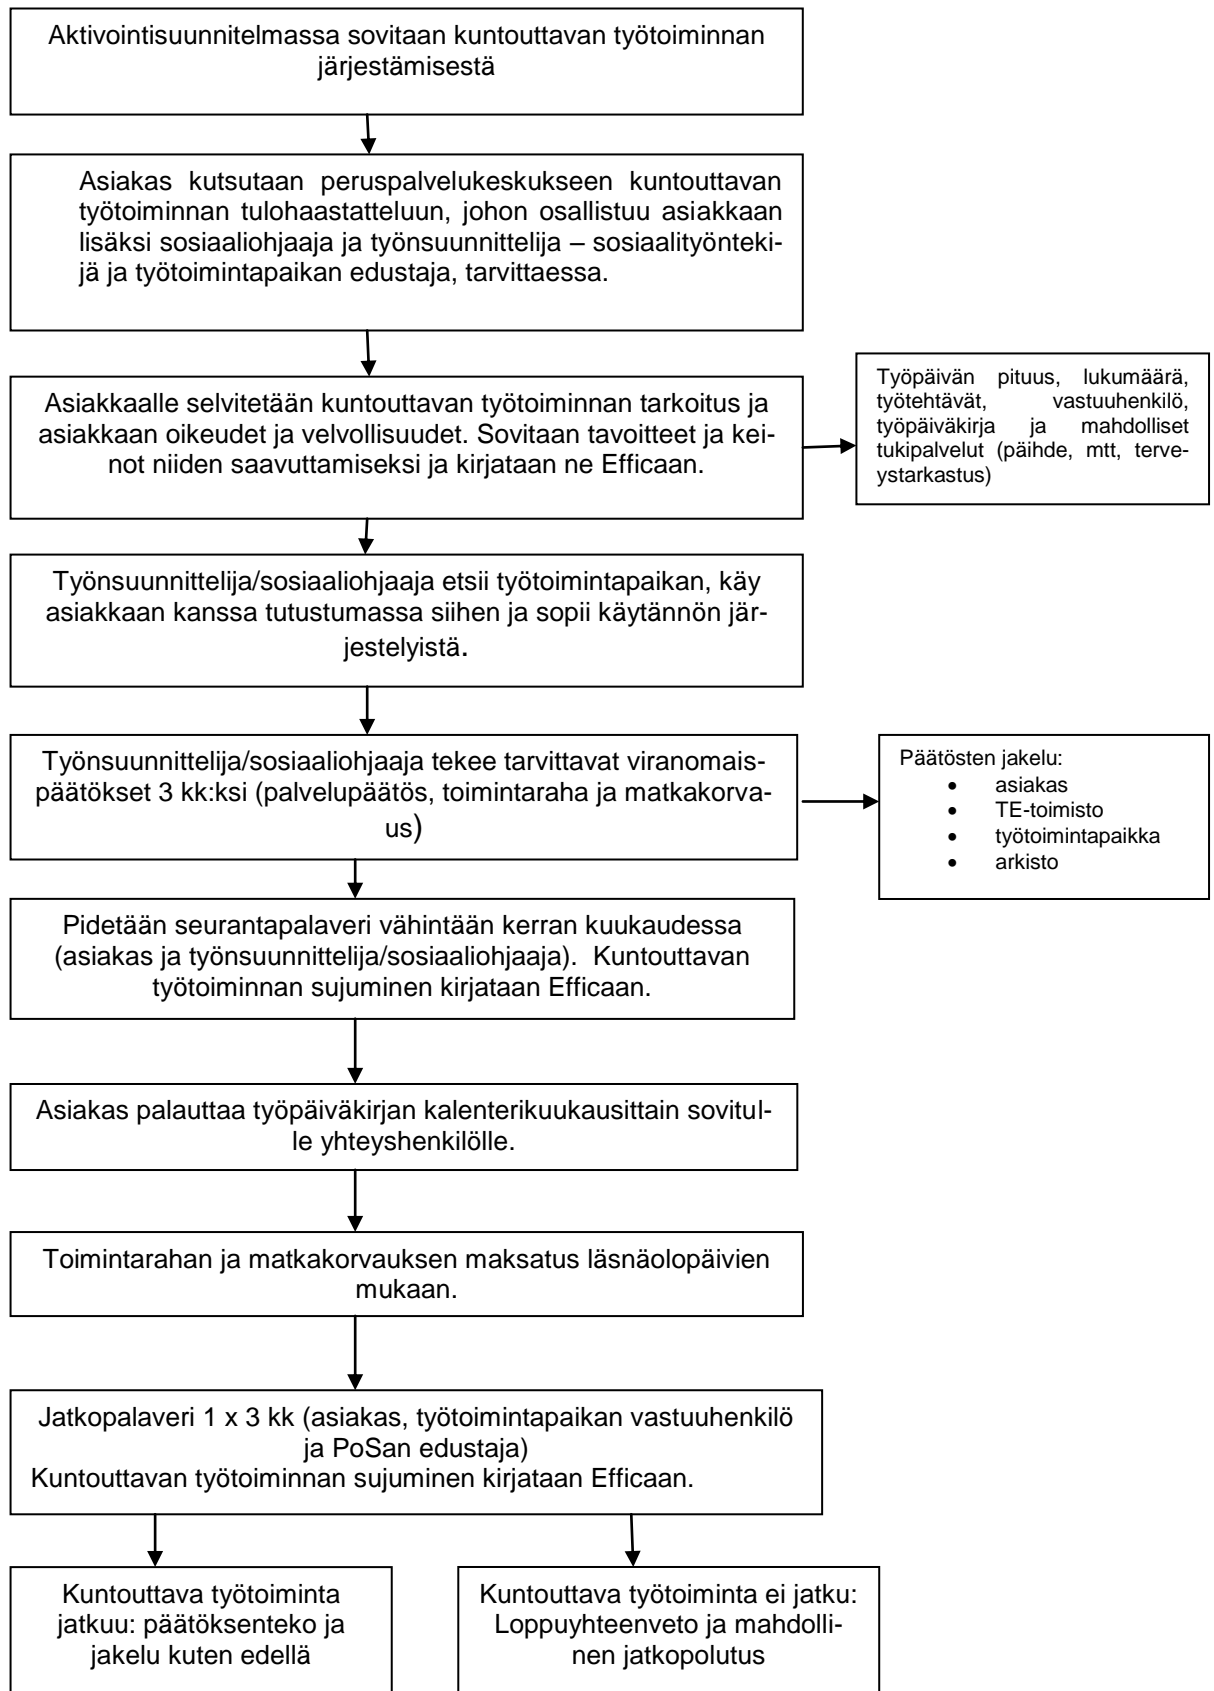 Aktivointisuunnitelmassa sovitaan kuntouttavan työtoiminnan
järjestämisestä
Asiakas kutsutaan peruspalvelukeskukseen kuntouttavan
työtoiminnan tulohaastatteluun, johon osallistuu asiakkaan
lisäksi sosiaaliohjaaja ja työnsuunnittelija – sosiaalityönteki-
jä ja työtoimintapaikan edustaja, tarvittaessa.
Asiakkaalle selvitetään kuntouttavan työtoiminnan tarkoitus ja
asiakkaan oikeudet ja velvollisuudet. Sovitaan tavoitteet ja kei-
not niiden saavuttamiseksi ja kirjataan ne Efficaan.
Työpäivän pituus, lukumäärä,
työtehtävät, vastuuhenkilö,
työpäiväkirja ja mahdolliset
tukipalvelut (päihde, mtt, terve-
ystarkastus)
Työnsuunnittelija/sosiaaliohjaaja etsii työtoimintapaikan, käy
asiakkaan kanssa tutustumassa siihen ja sopii käytännön jär-
jestelyistä.
Työnsuunnittelija/sosiaaliohjaaja tekee tarvittavat viranomais-
päätökset 3 kk:ksi (palvelupäätös, toimintaraha ja matkakorva-
us)
Päätösten jakelu:
• asiakas
• TE-toimisto
• työtoimintapaikka
• arkisto
Pidetään seurantapalaveri vähintään kerran kuukaudessa
(asiakas ja työnsuunnittelija/sosiaaliohjaaja). Kuntouttavan
työtoiminnan sujuminen kirjataan Efficaan.
Asiakas palauttaa työpäiväkirjan kalenterikuukausittain sovitul-
le yhteyshenkilölle.
Toimintarahan ja matkakorvauksen maksatus läsnäolopäivien
mukaan.
Jatkopalaveri 1 x 3 kk (asiakas, työtoimintapaikan vastuuhenkilö
ja PoSan edustaja)
Kuntouttavan työtoiminnan sujuminen kirjataan Efficaan.
Kuntouttava työtoiminta
jatkuu: päätöksenteko ja
jakelu kuten edellä
Kuntouttava työtoiminta ei jatku:
Loppuyhteenveto ja mahdolli-
nen jatkopolutus